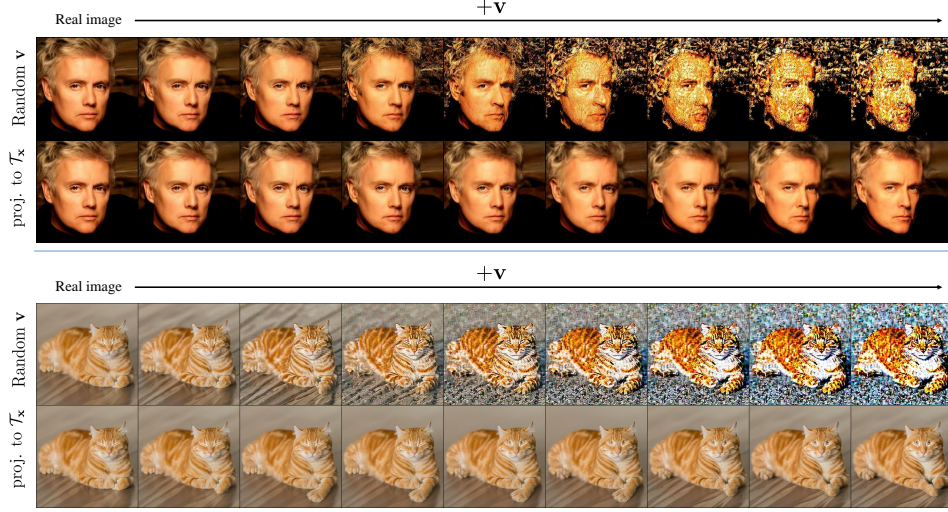 +v
Real image
Random v
proj. to 𝒯ₓ
+v
Real image
Random v
proj. to 𝒯ₓ